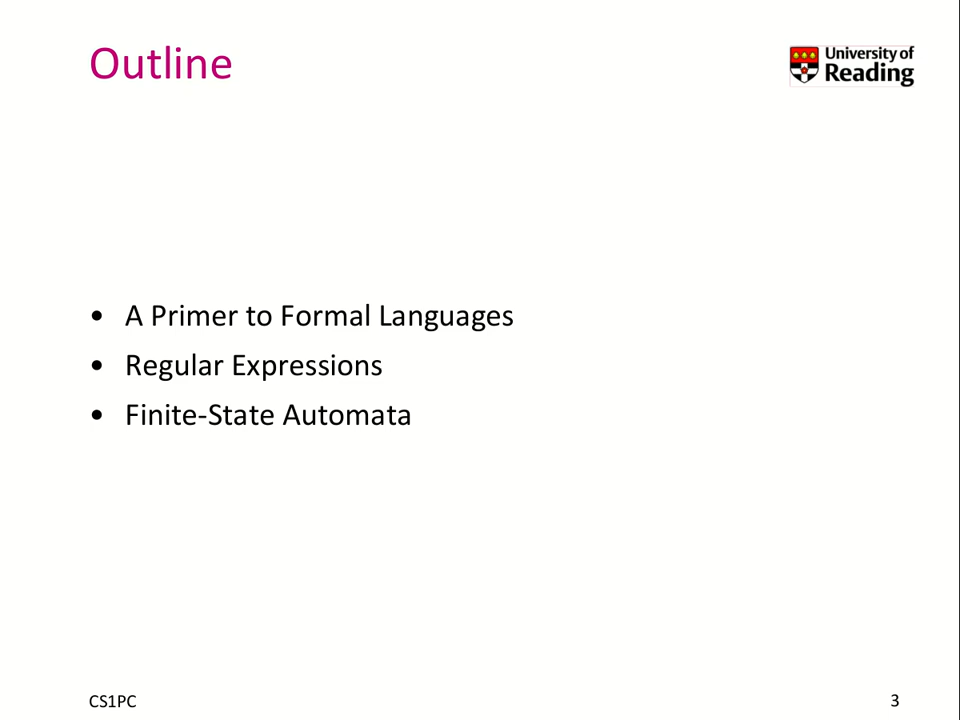 Outline
University of
Reading
• A Primer to Formal Languages
• Regular Expressions
• Finite-State Automata
CS1PC
3